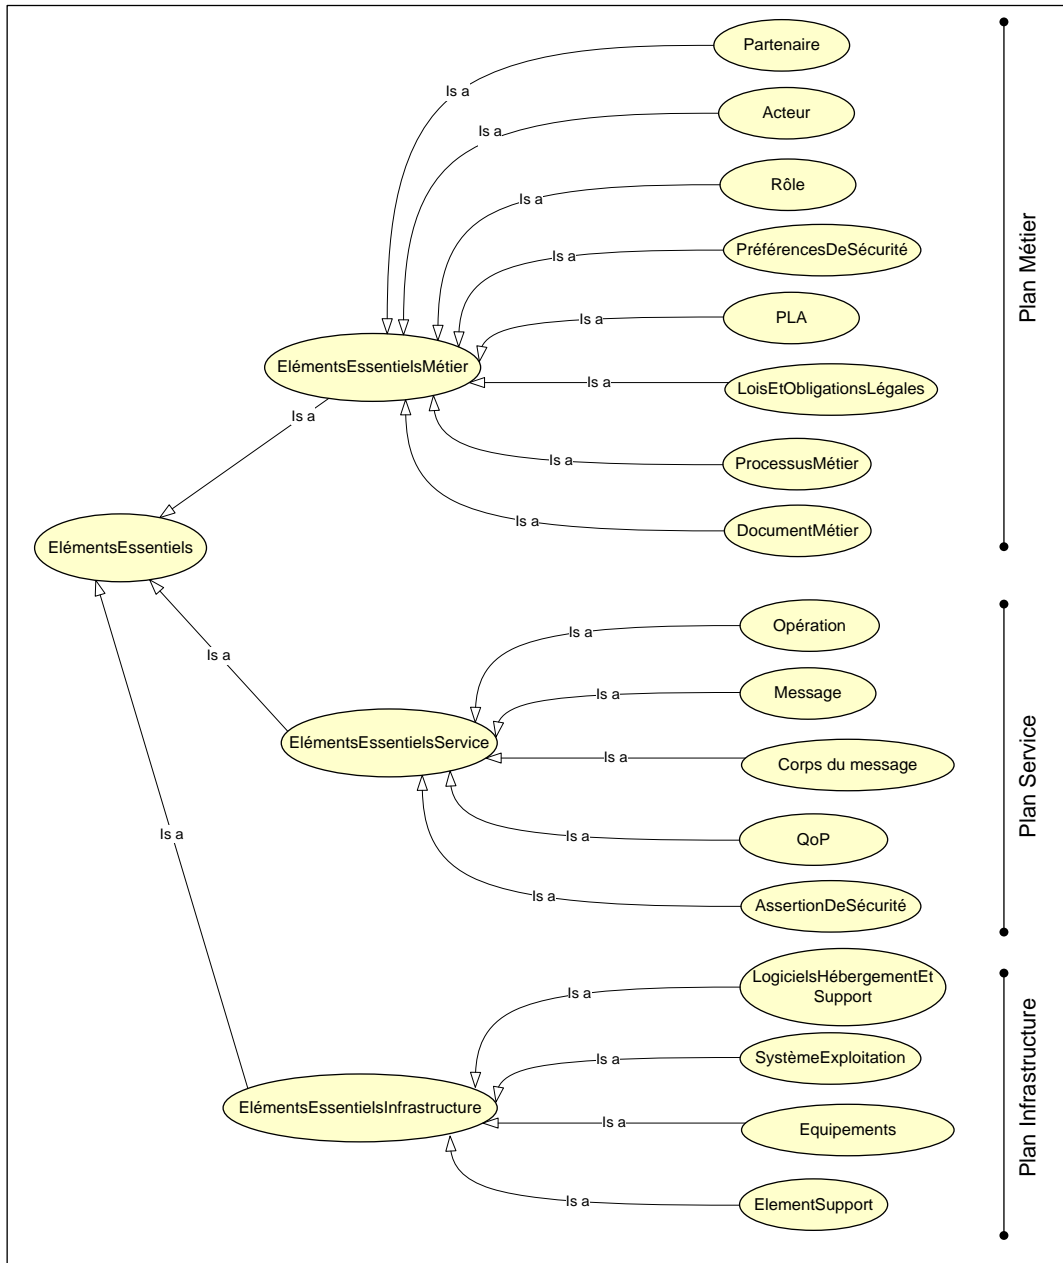 Partenaire
Is a
Acteur
Is a
Rôle
Is a
PréférencesDeSécurité
Is a
PLA
Is a
ElémentsEssentielsMétier
LoisEtObligationsLégales
Is a
Is a
ProcessusMétier
Is a
DocumentMétier
Is a
Plan Métier
ElémentsEssentiels
Opération
Is a
Is a
Message
Is a
ElémentsEssentielsService
Corps du message
Is a
QoP
Is a
AssertionDeSécurité
Is a
Plan Service
Is a
LogicielsHébergementEt
Support
Is a
SystèmeExploitation
Is a
ElémentsEssentielsInfrastructure
Equipements
Is a
ElementSupport
Is a
Plan Infrastructure